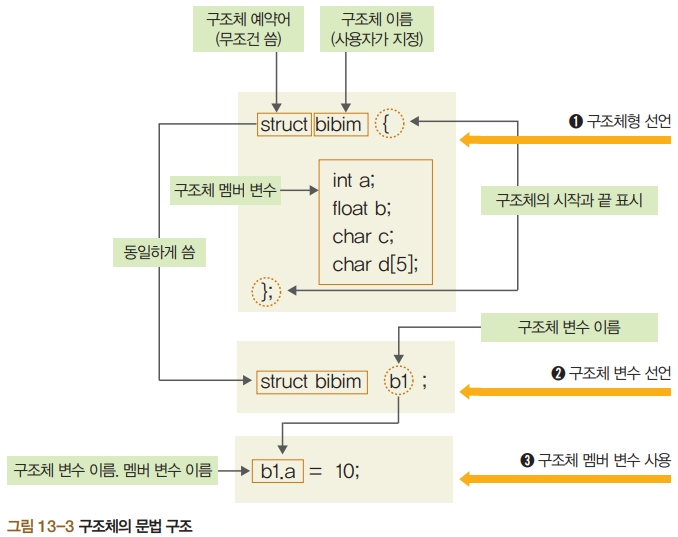 구조체 예약어
(무조건 씀)
구조체 이름
(사용자가 지정)
struct bibim {
❶ 구조체형 선언
구조체 멤버 변수
int a;
float b;
char c;
char d[5];
구조체의 시작과 끝 표시
동일하게 씀
};
구조체 변수 이름
struct bibim b1 ;
❷ 구조체 변수 선언
구조체 변수 이름. 멤버 변수 이름
b1.a = 10;
❸ 구조체 멤버 변수 사용
그림 13-3 구조체의 문법 구조